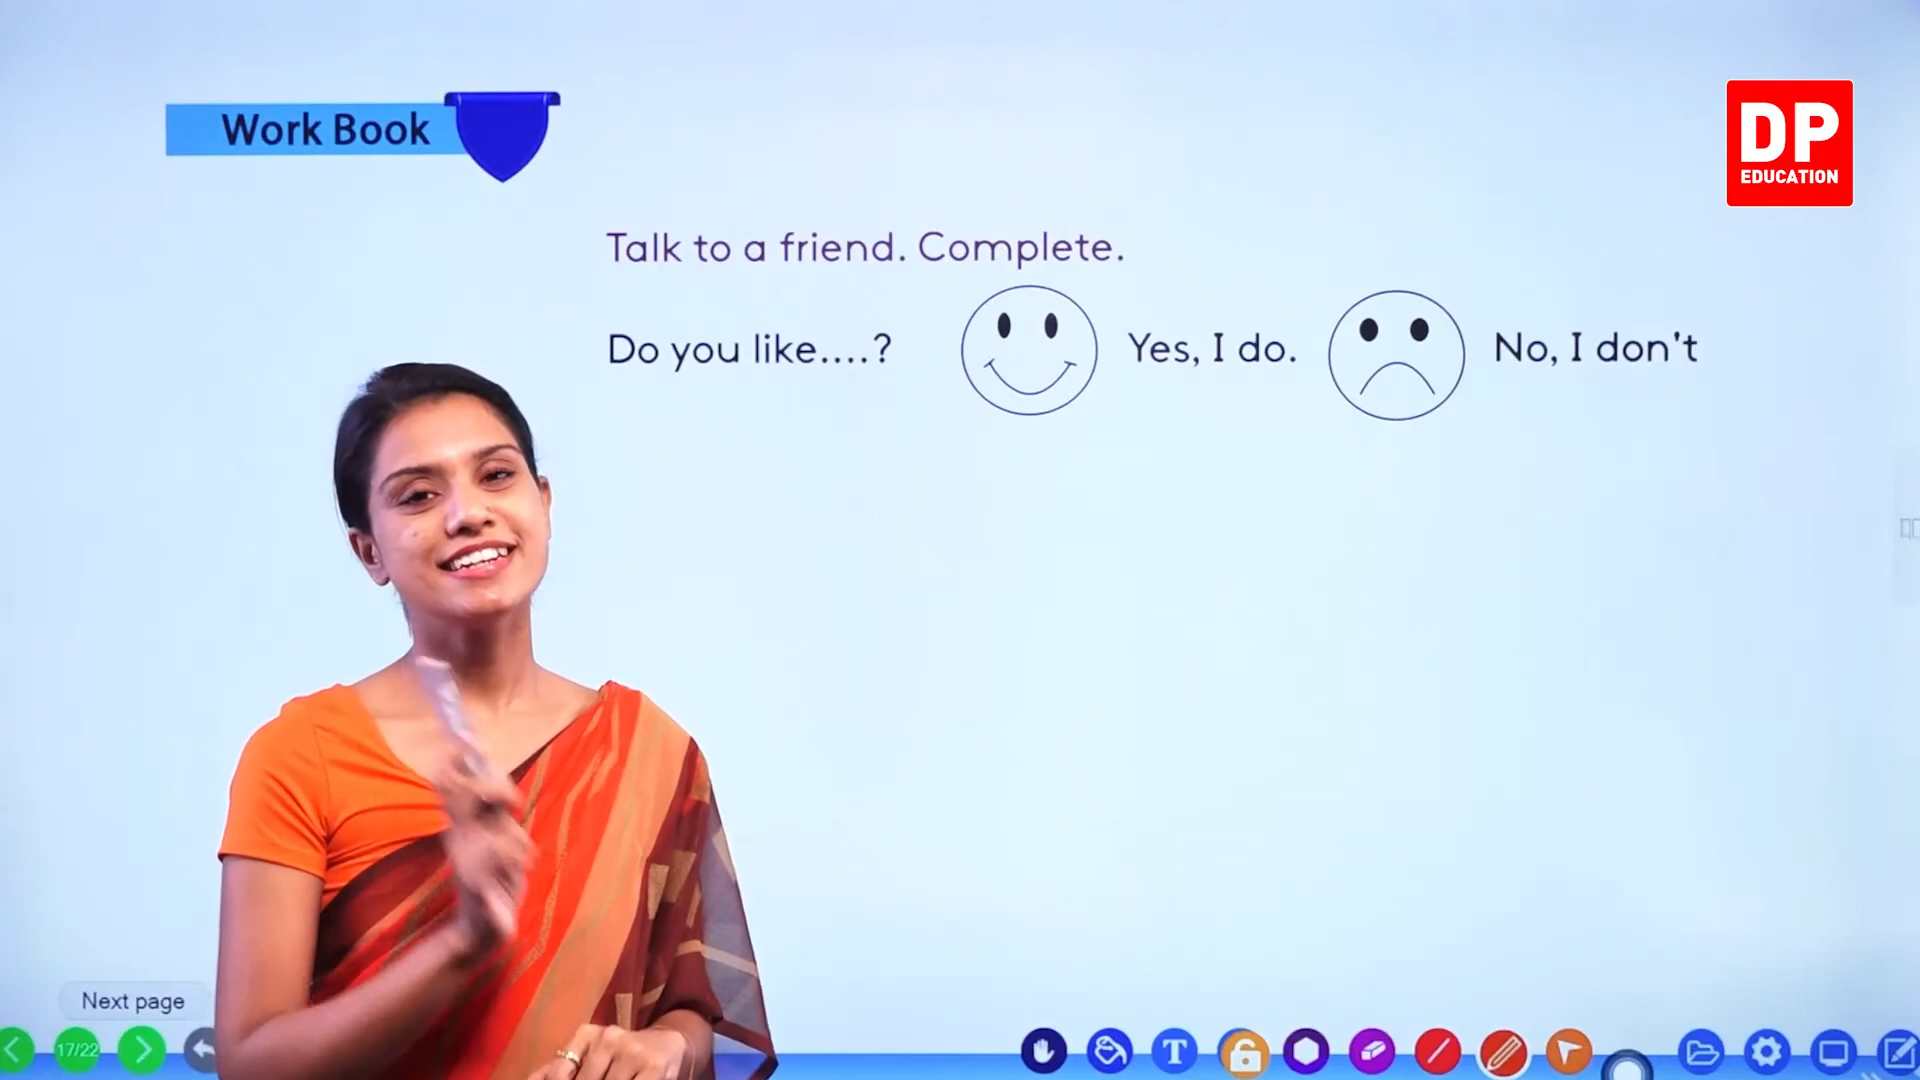 Work Book
DP
EDUCATION
Talk to a friend. Complete.
Do you like....? Yes, I do. No, I don't
Next page
17/22
T